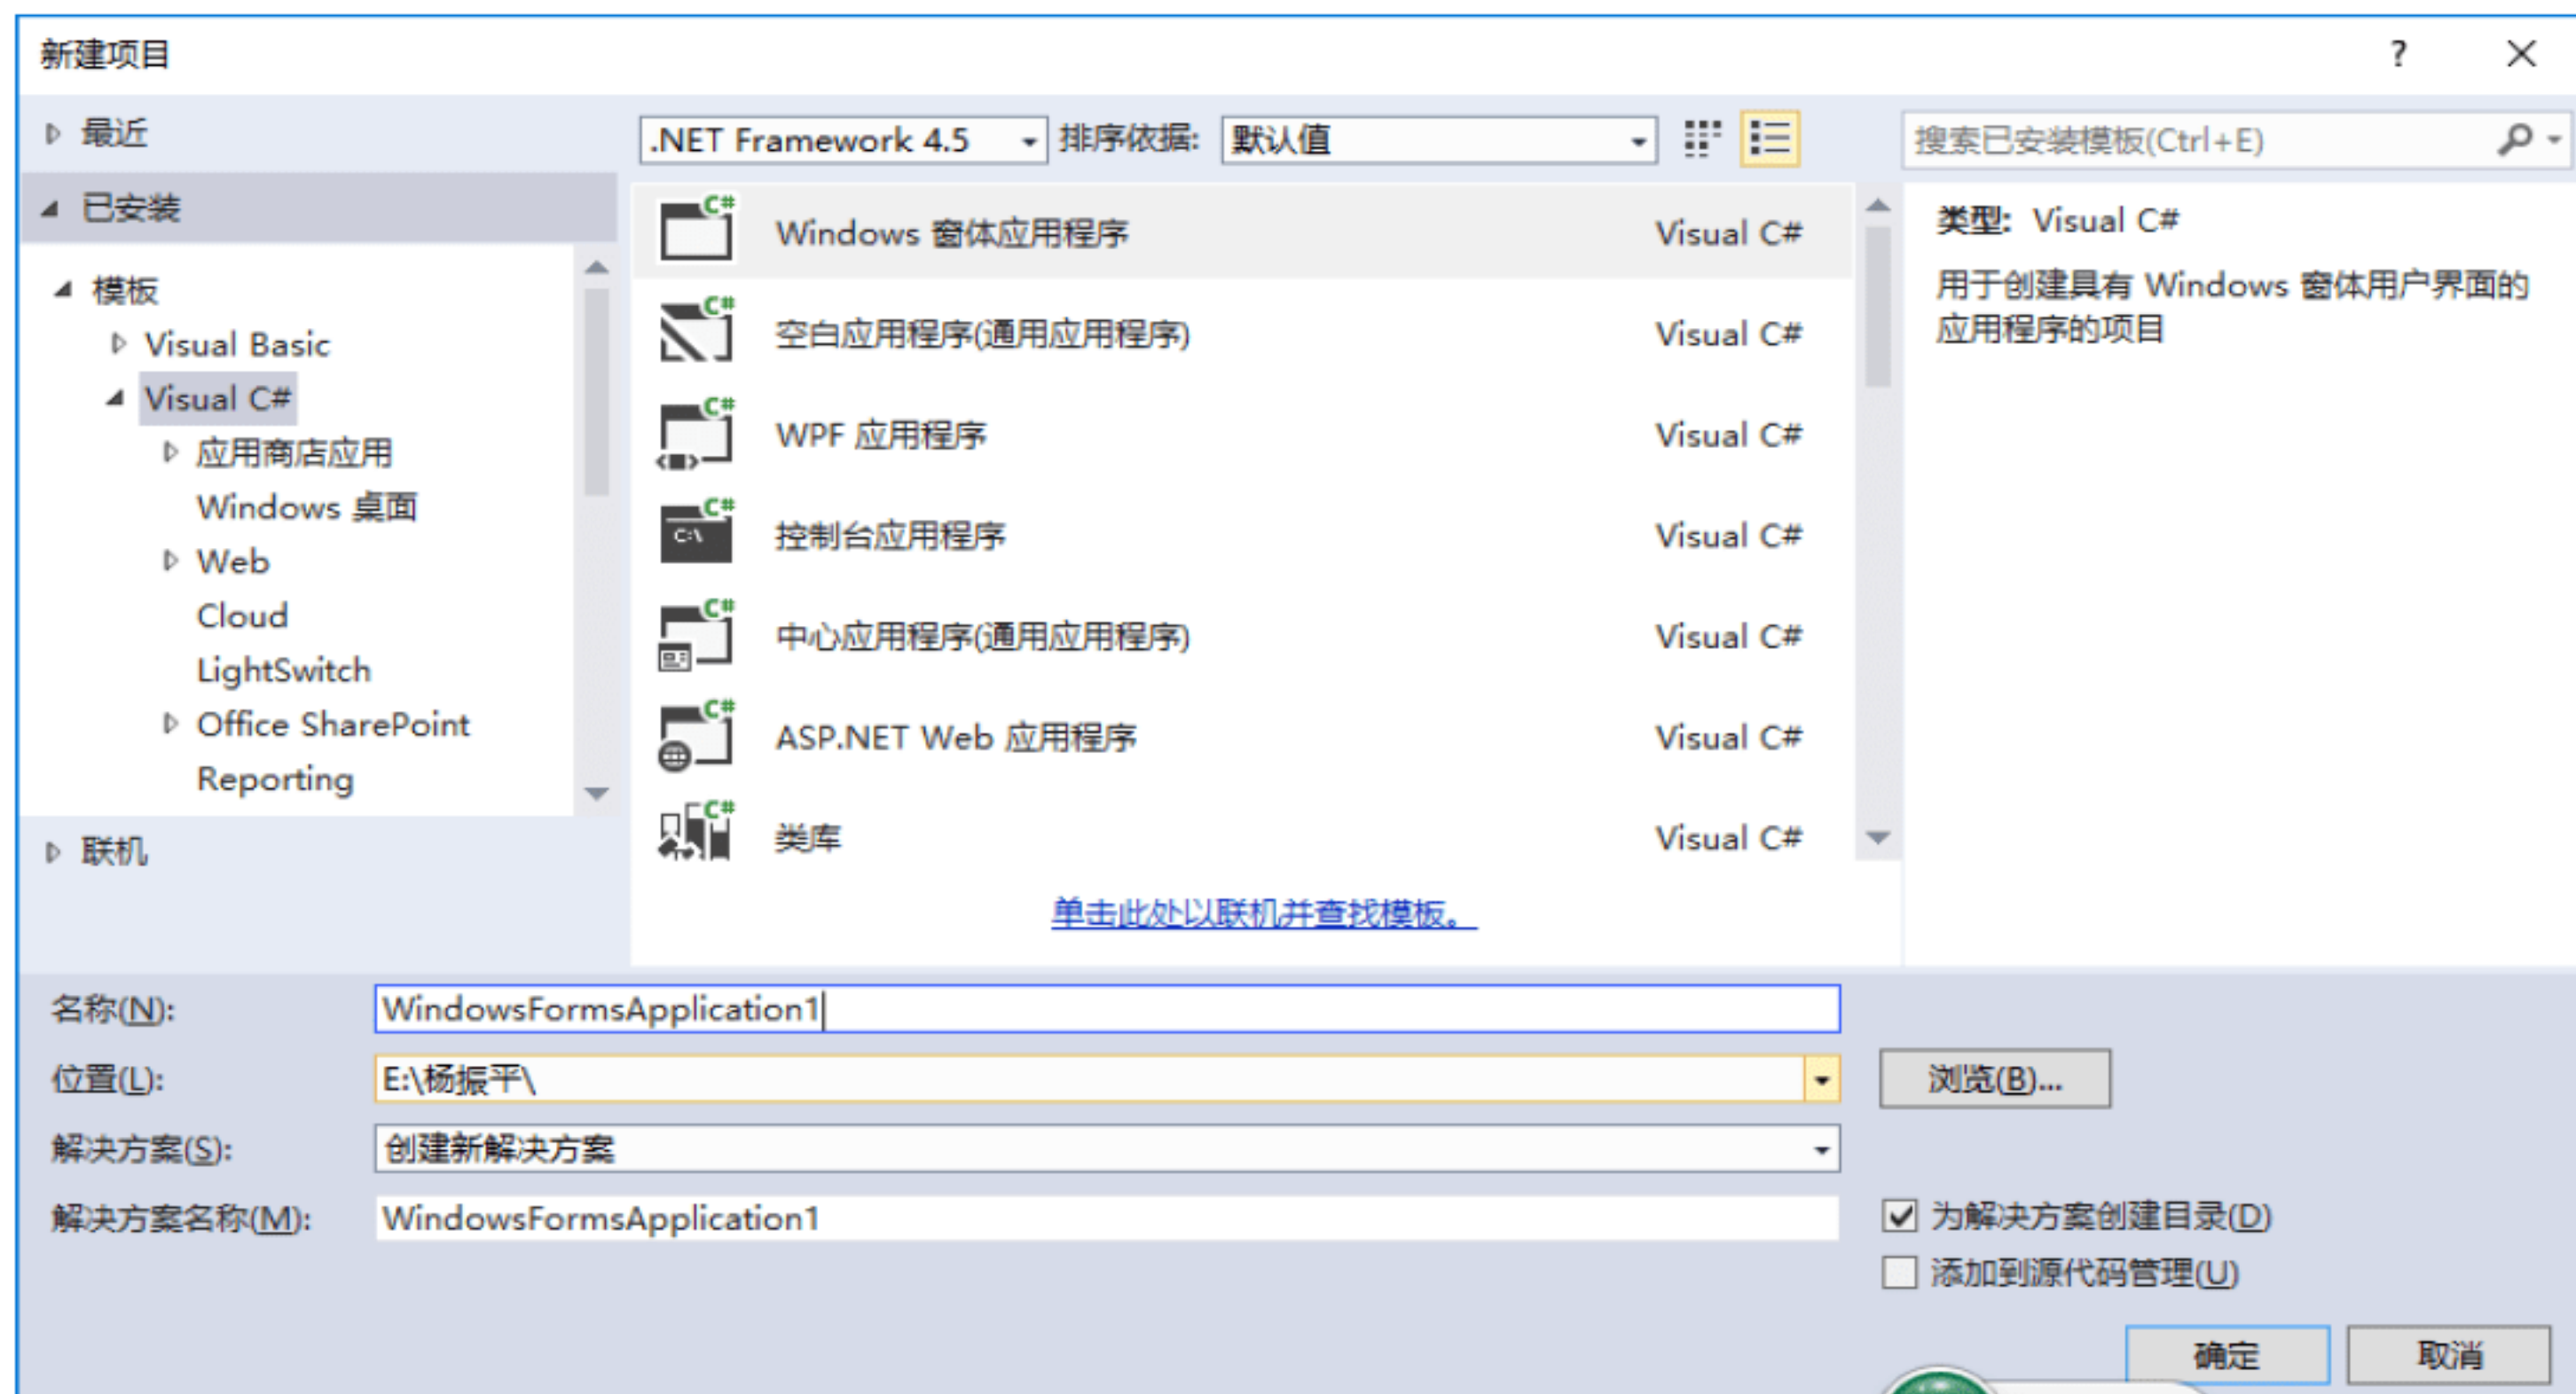 新建项目
?
最近
已安装
模板
Visual Basic
Visual C#
应用商店应用
Windows 桌面
Web
Cloud
LightSwitch
Office SharePoint
Reporting
联机
.NET Framework 4.5 排序依据: 默认值
Windows 窗体应用程序 Visual C#
空白应用程序(通用应用程序) Visual C#
WPF 应用程序 Visual C#
控制台应用程序 Visual C#
中心应用程序(通用应用程序) Visual C#
ASP.NET Web 应用程序 Visual C#
类库 Visual C#
单击此处以联机并查找模板。
搜索已安装模板(Ctrl+E)
类型: Visual C#
用于创建具有 Windows 窗体用户界面的
应用程序的项目
名称(N): WindowsFormsApplication1
位置(L): E:\杨振平\ 浏览(B)...
解决方案(S): 创建新解决方案
解决方案名称(M): WindowsFormsApplication1 为解决方案创建目录(D)
添加到源代码管理(U)
确定 取消